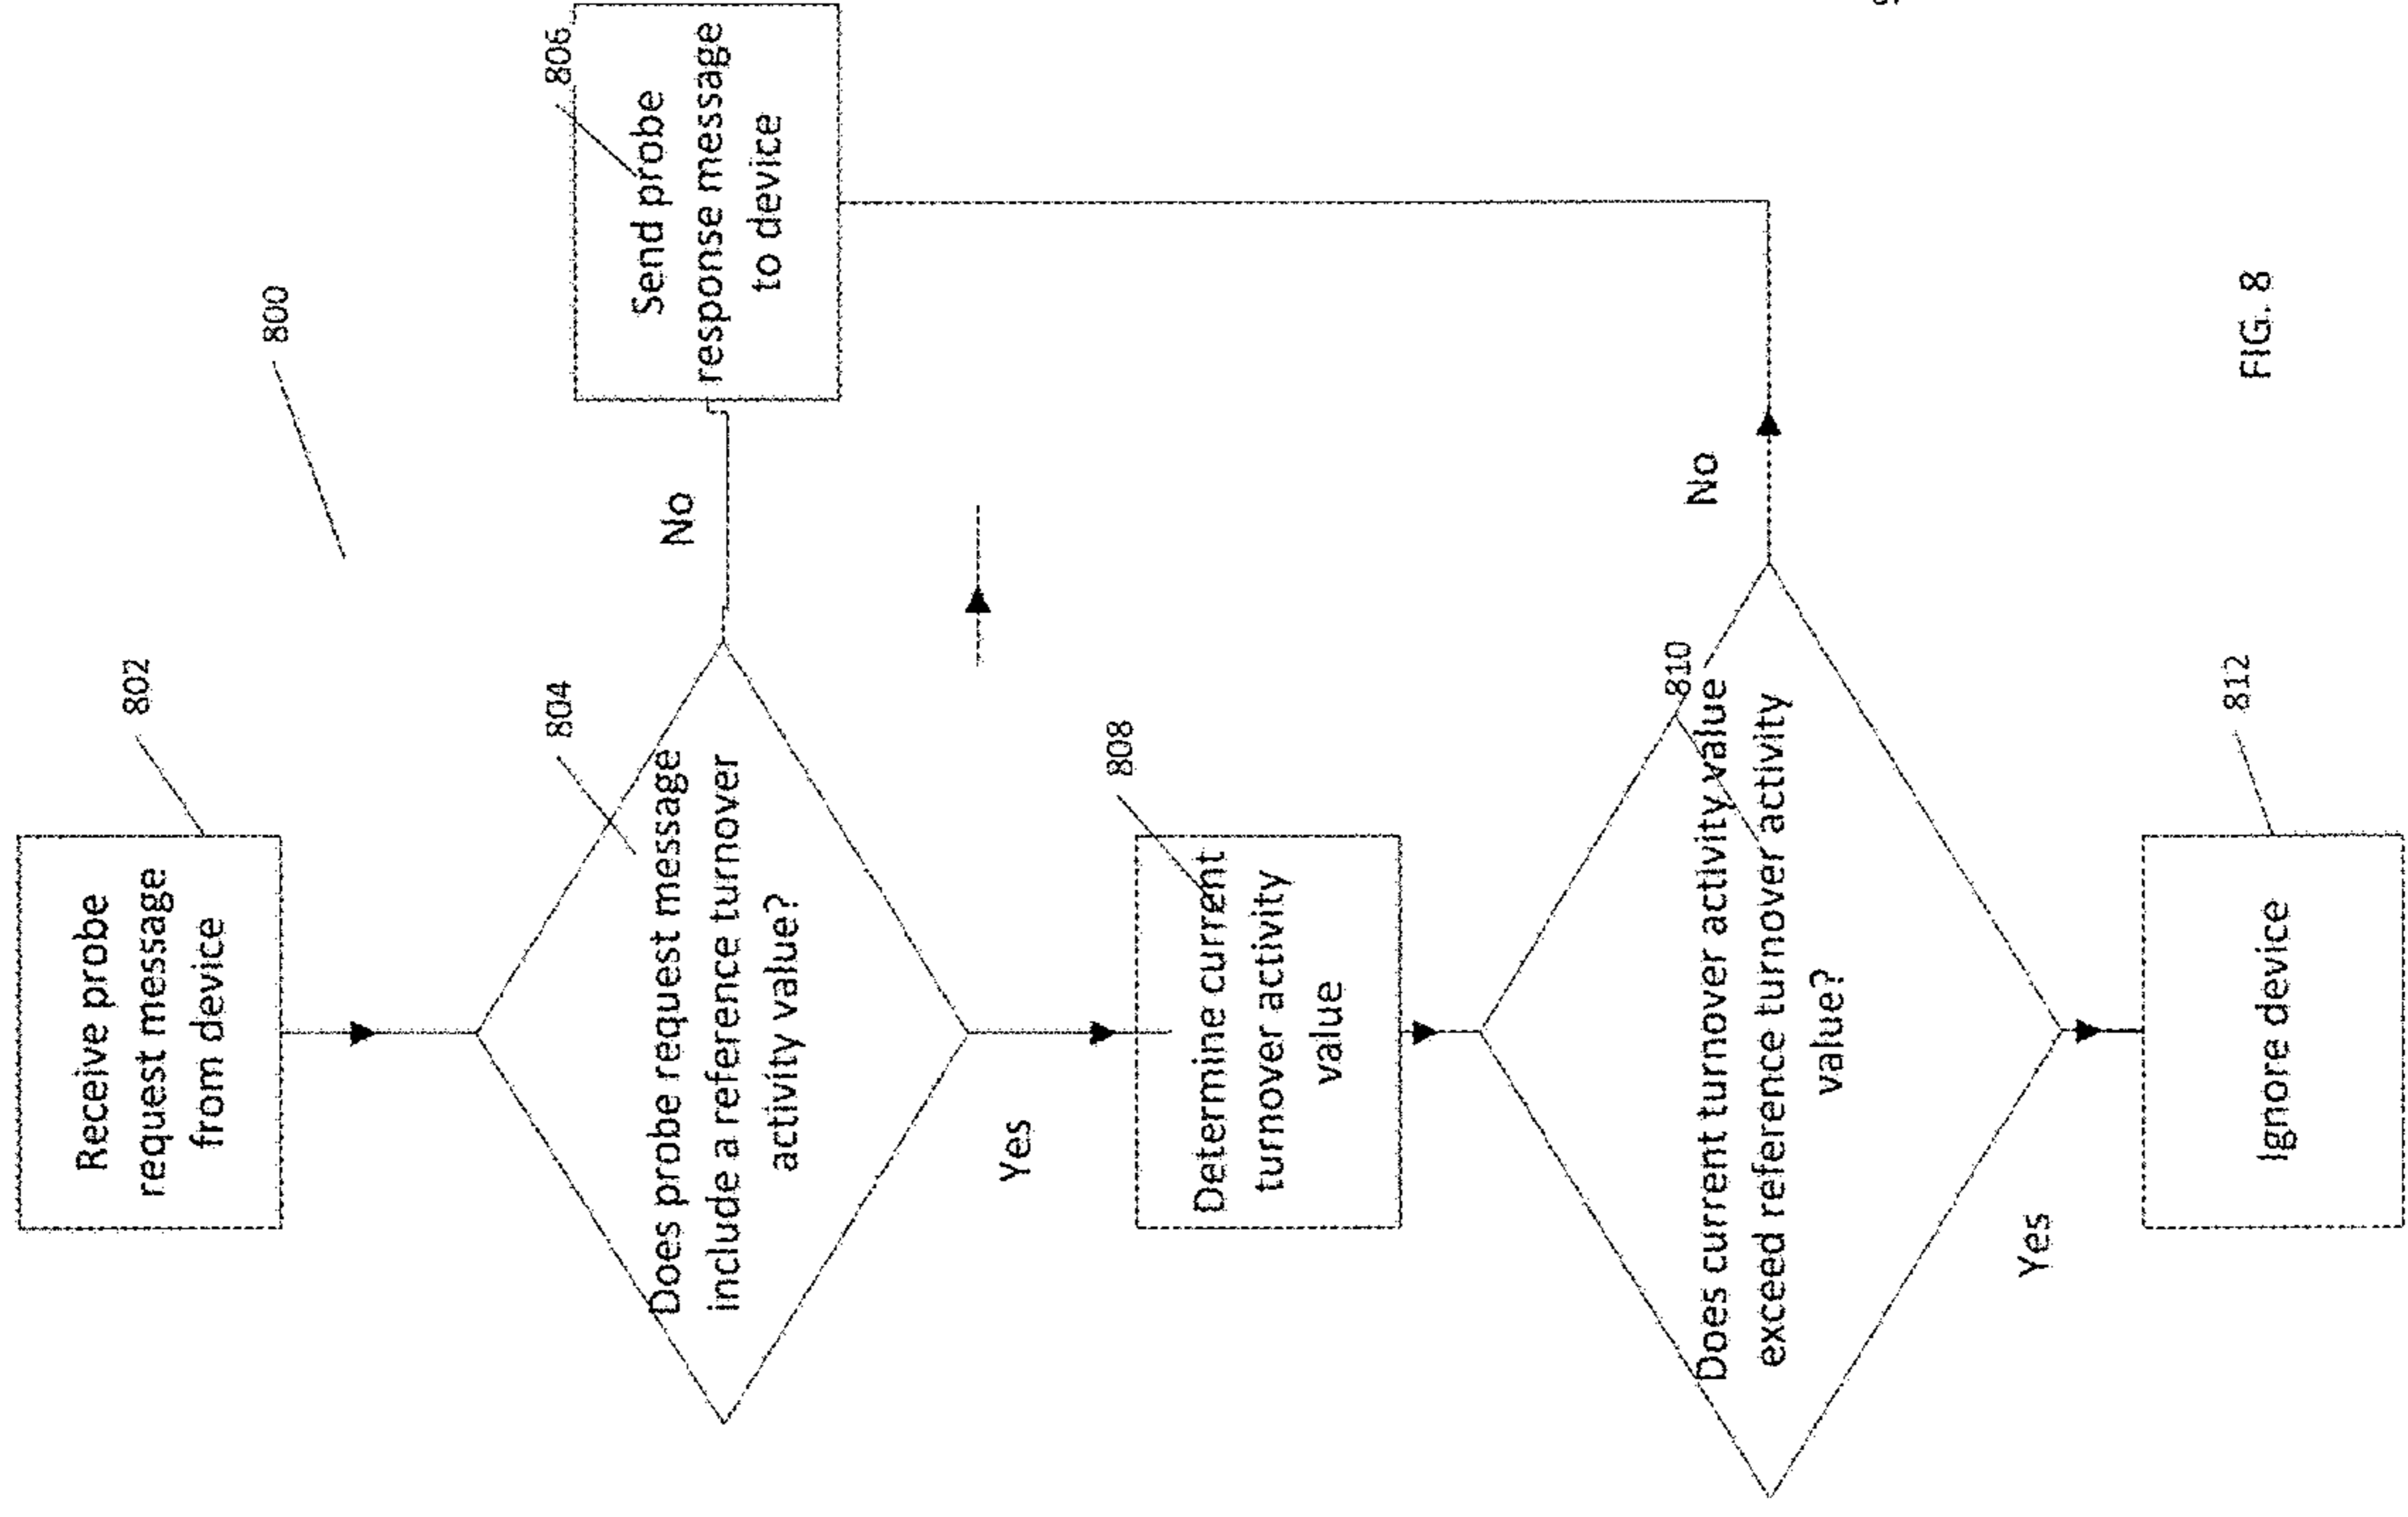 800
802
Receive probe
request message
from device
804
Does probe request message
include a reference turnover
activity value?
No
806
Send probe
response message
to device
Yes
808
Determine current
turnover activity
value
810
Does current turnover activity value
exceed reference turnover activity
value?
No
Yes
812
Ignore device
FIG. 8